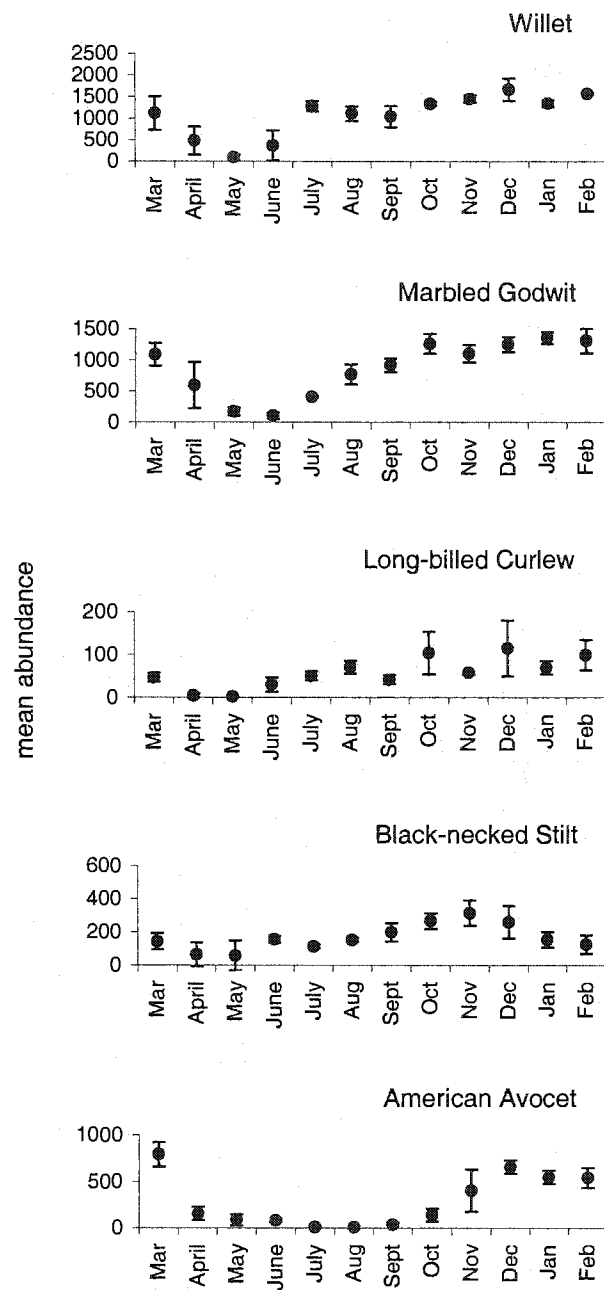 Willet
2500
2000
1500
1000
500
0
Mar April May June July Aug Sept Oct Nov Dec Jan Feb
Marbled Godwit
1500
1000
500
0
Mar April May June July Aug Sept Oct Nov Dec Jan Feb
mean abundance
Long-billed Curlew
200
100
0
Mar April May June July Aug Sept Oct Nov Dec Jan Feb
Black-necked Stilt
600
400
200
0
Mar April May June July Aug Sept Oct Nov Dec Jan Feb
American Avocet
1000
500
0
Mar April May June July Aug Sept Oct Nov Dec Jan Feb